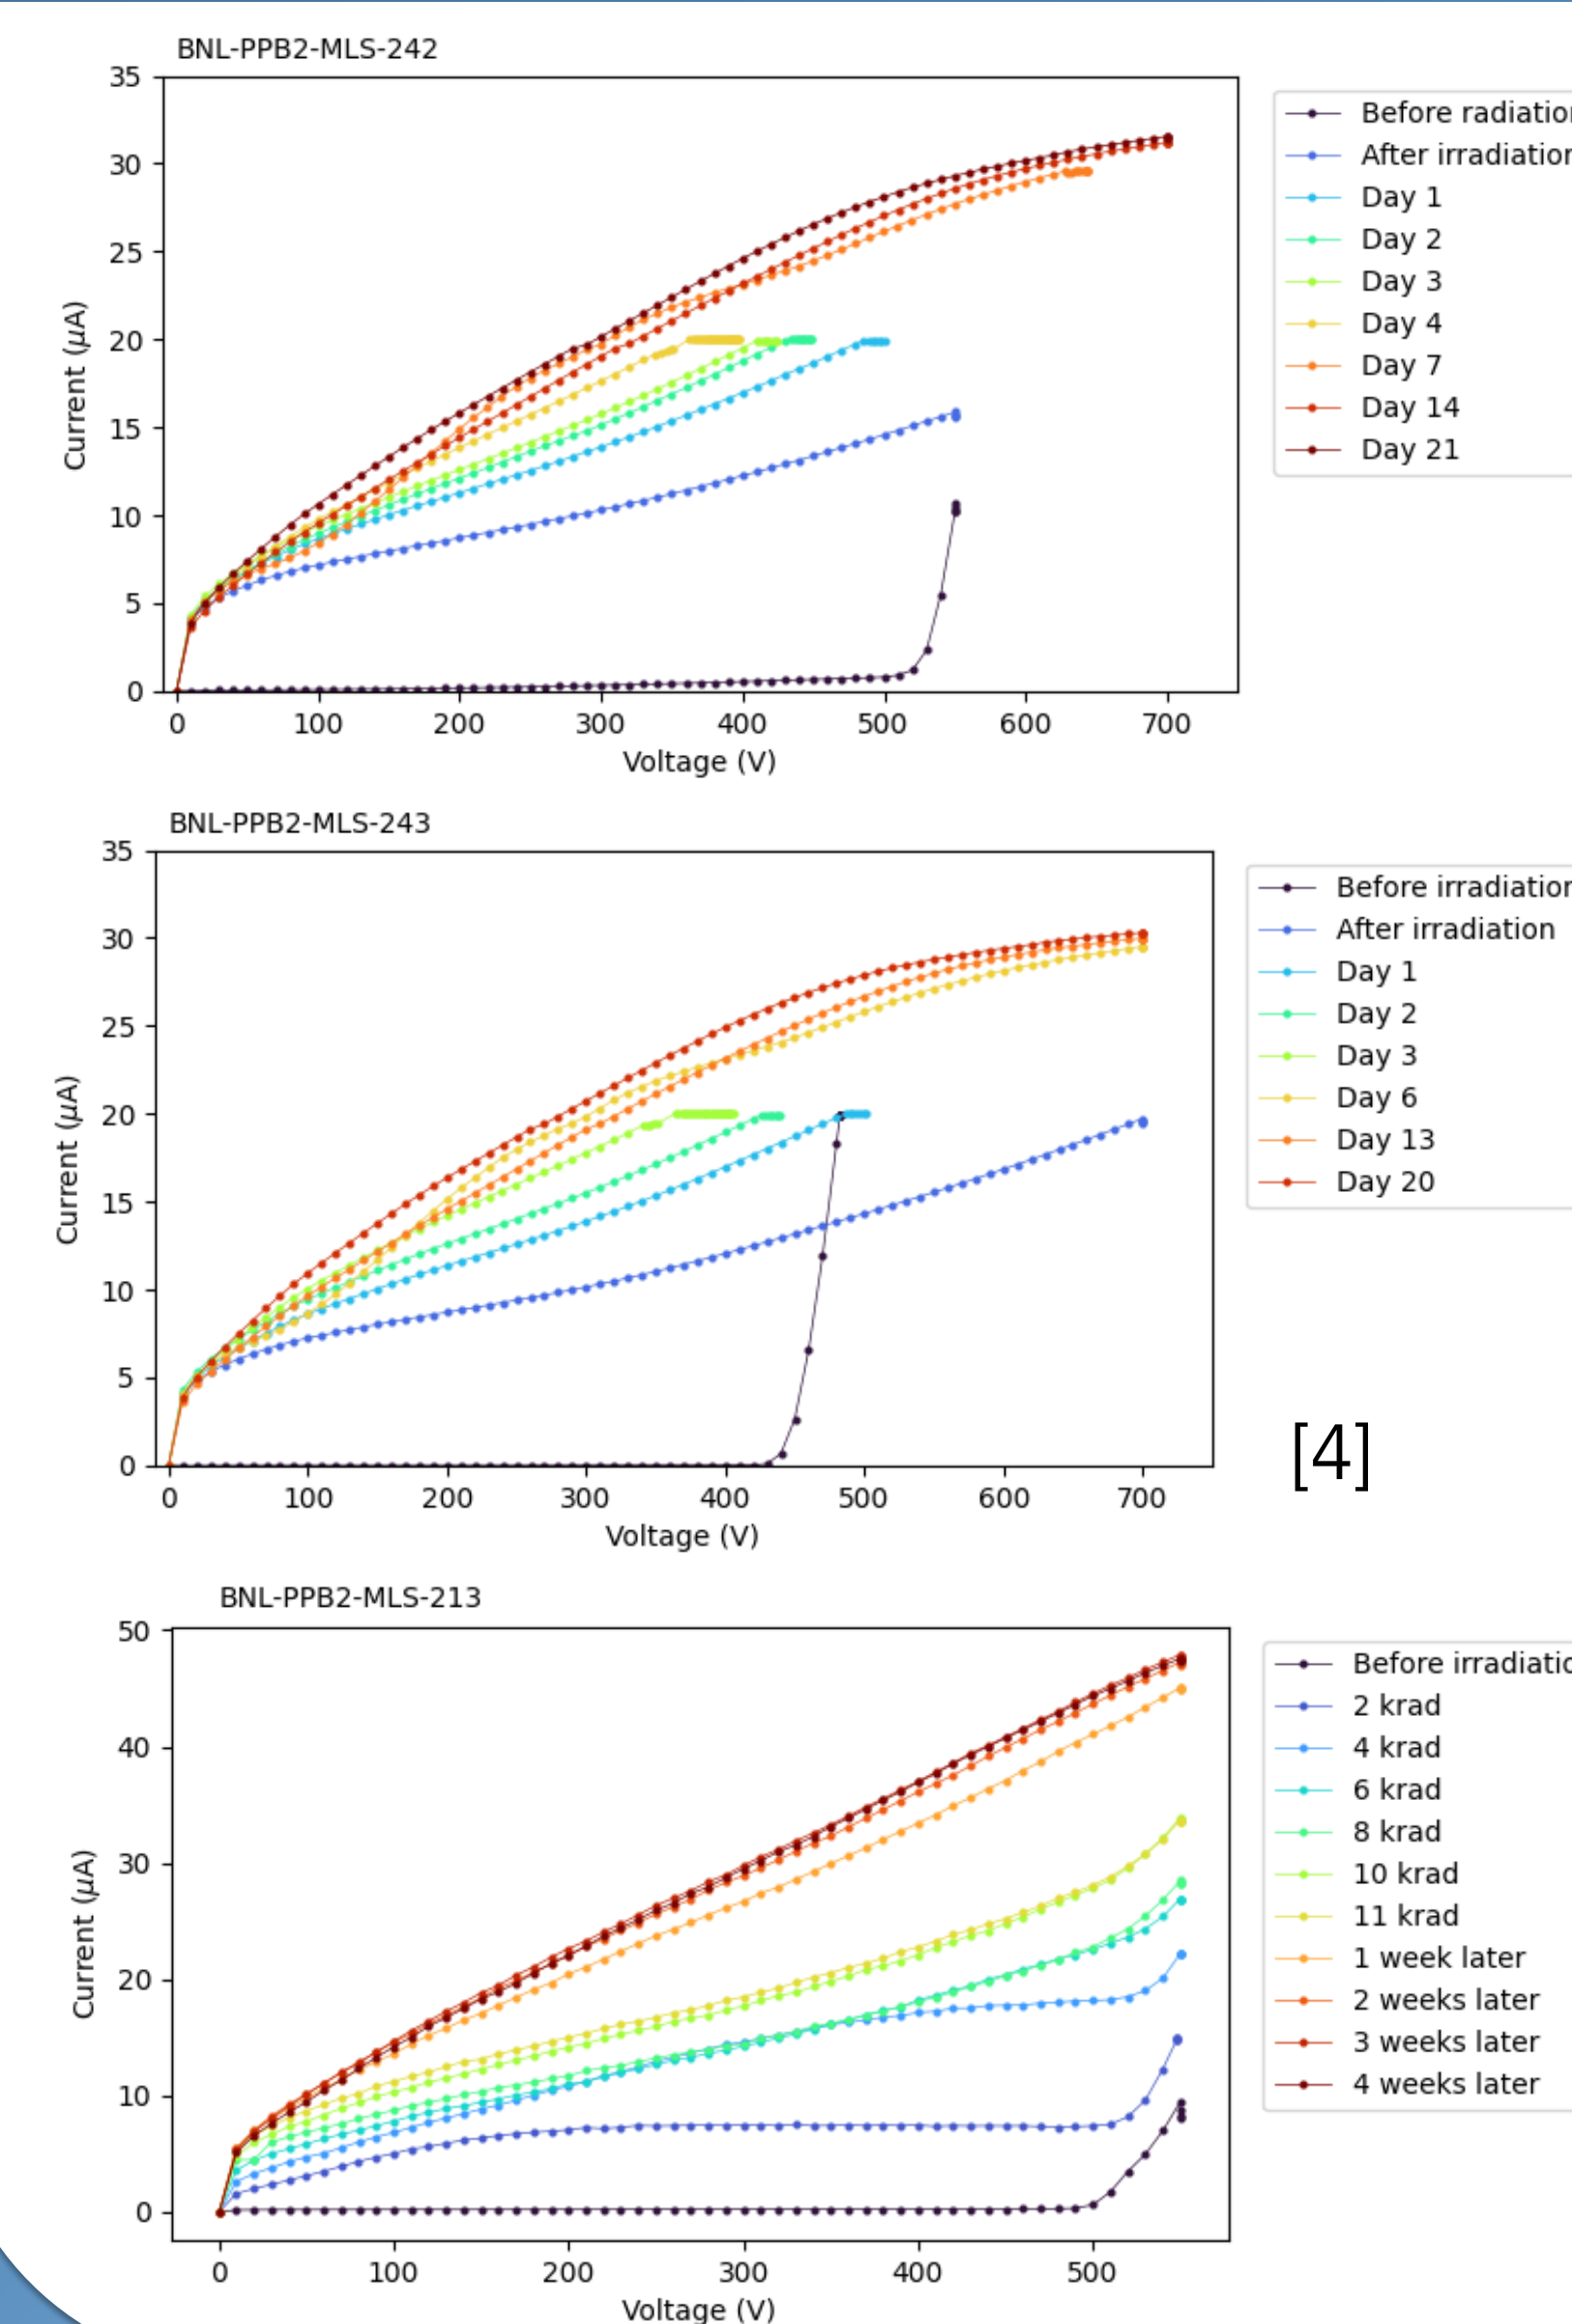 BNL-PPB2-MLS-242
35
30
25
20
15
10
5
0
Current (μA)
0 100 200 300 400 500 600 700
Voltage (V)
Before radiation
After irradiation
Day 1
Day 2
Day 3
Day 4
Day 7
Day 14
Day 21
BNL-PPB2-MLS-243
35
30
25
20
15
10
5
0
Current (μA)
0 100 200 300 400 500 600 700
Voltage (V)
Before irradiation
After irradiation
Day 1
Day 2
Day 3
Day 6
Day 13
Day 20
[4]
BNL-PPB2-MLS-213
50
40
30
20
10
0
Current (μA)
0 100 200 300 400 500
Voltage (V)
Before irradiatio
2 krad
4 krad
6 krad
8 krad
10 krad
11 krad
1 week later
2 weeks later
3 weeks later
4 weeks later